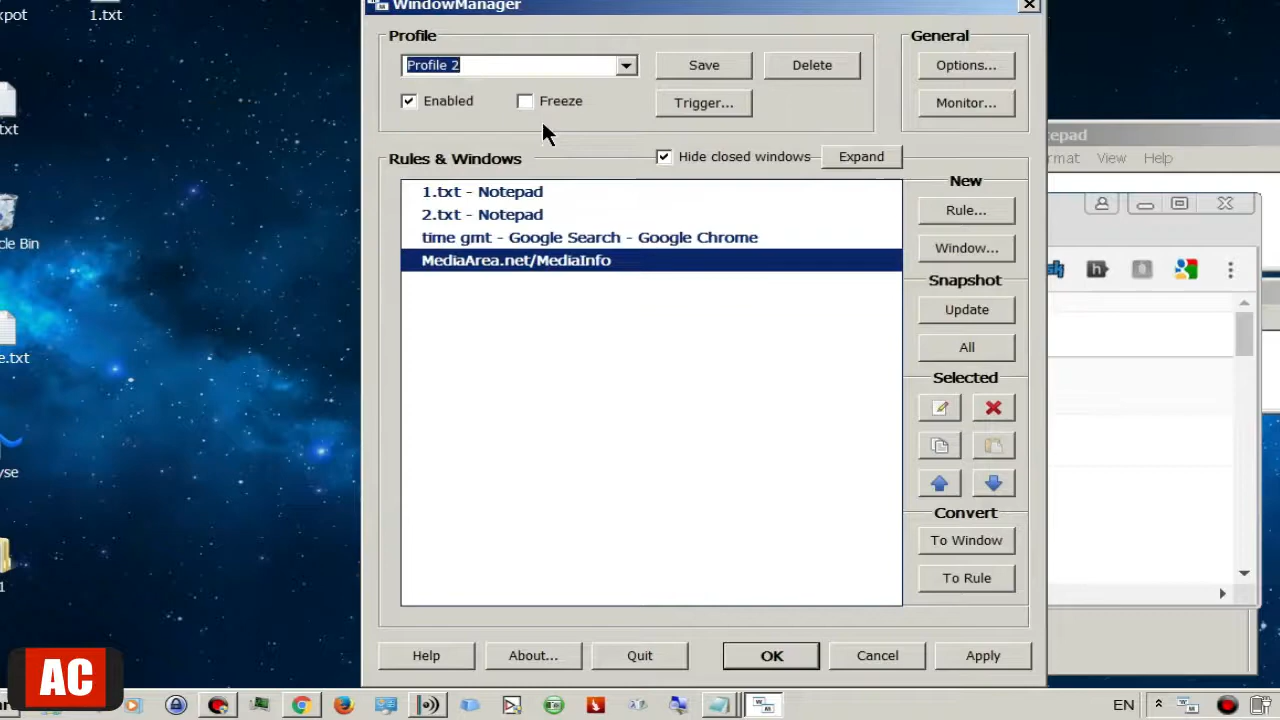 xpot
1.txt
txt
cle Bin
e.txt
yse
1
WindowManager
Profile
Profile 2
Save
Delete
Enabled
Freeze
Trigger...
General
Options...
Monitor...
Rules & Windows
Hide closed windows
Expand
1.txt - Notepad
2.txt - Notepad
time gmt - Google Search - Google Chrome
MediaArea.net/MediaInfo
New
Rule...
Window...
Snapshot
Update
All
Selected
Convert
To Window
To Rule
Help
About...
Quit
OK
Cancel
Apply
tepad
rmat View Help
sk
h
AC
EN